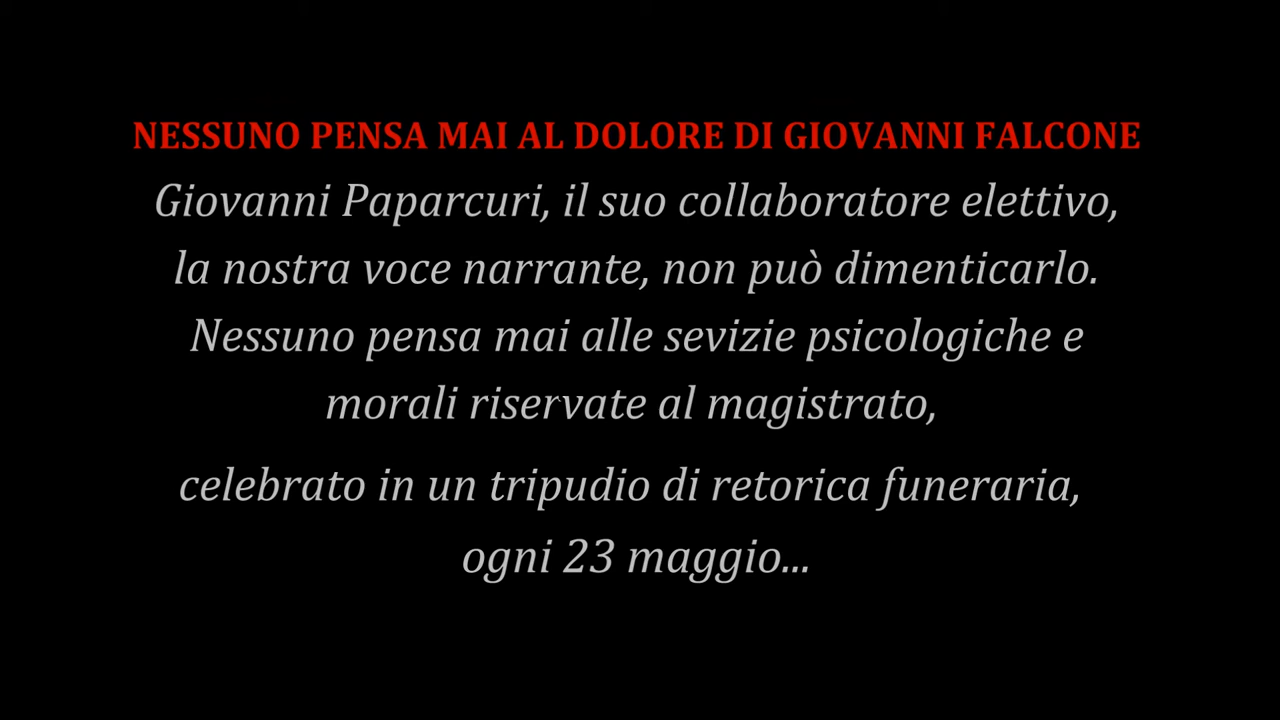 NESSUNO PENSA MAI AL DOLORE DI GIOVANNI FALCONE
Giovanni Paparcuri, il suo collaboratore elettivo,
la nostra voce narrante, non può dimenticarlo.
Nessuno pensa mai alle sevizie psicologiche e
morali riservate al magistrato,
celebrato in un tripudio di retorica funeraria,
ogni 23 maggio...